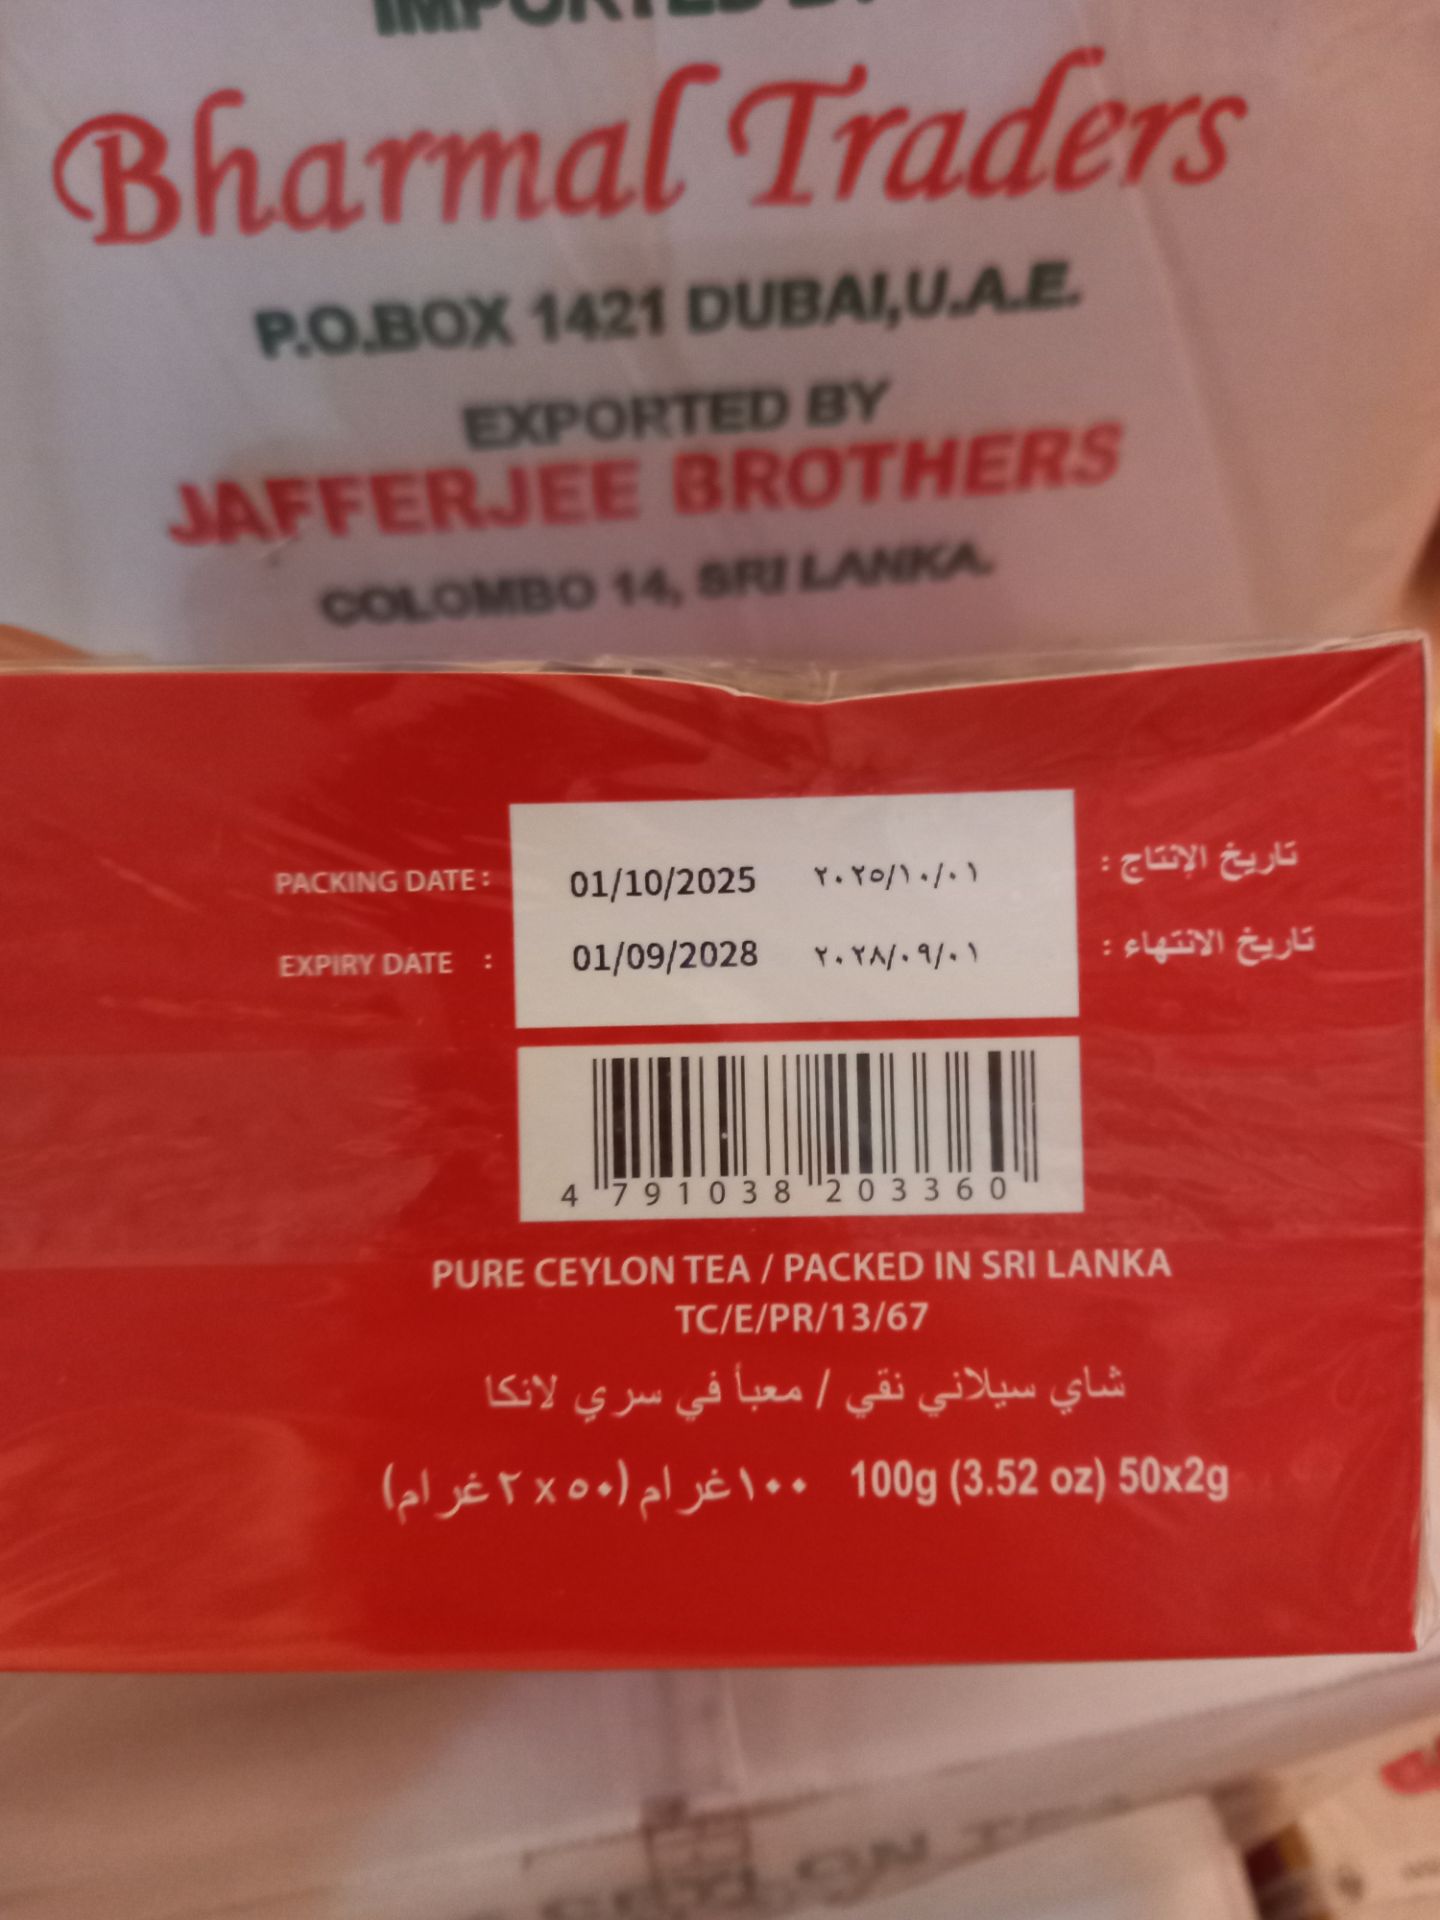 IMPORTED BY
Bharmal Traders
P.O.BOX 1421 DUBAI,U.A.E.
EXPORTED BY
JAFFERJEE BROTHERS
COLOMBO 14, SRI LANKA.
PACKING DATE : 01/10/2025 ٢٠٢٥/١٠/٠١ تاريخ الإنتاج :
EXPIRY DATE : 01/09/2028 ٢٠٢٨/٠٩/٠١ تاريخ الانتهاء :
4 791038 203360
PURE CEYLON TEA / PACKED IN SRI LANKA
TC/E/PR/13/67
شاي سيلاني نقي / معبأ في سري لانكا
١٠٠غرام (٥٠ x ٢غرام) 100g (3.52 oz) 50x2g